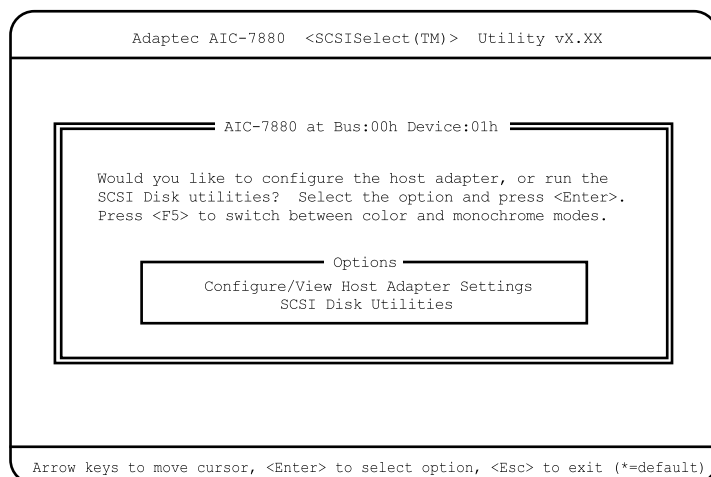 Adaptec AIC-7880 <SCSISelect(TM)> Utility vX.XX
AIC-7880 at Bus:00h Device:01h
Would you like to configure the host adapter, or run the
SCSI Disk utilities? Select the option and press <Enter>.
Press <F5> to switch between color and monochrome modes.
Options
Configure/View Host Adapter Settings
SCSI Disk Utilities
Arrow keys to move cursor, <Enter> to select option, <Esc> to exit (*=default)